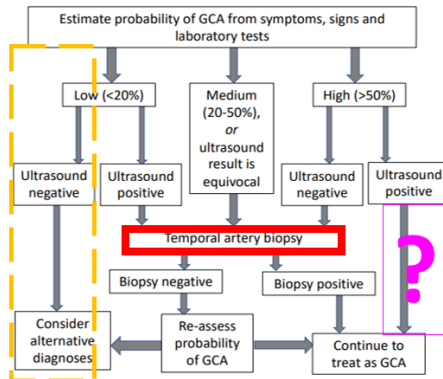 Estimate probability of GCA from symptoms, signs and
laboratory tests
Low (<20%)
Medium
(20-50%),
or
ultrasound
result is
equivocal
High (>50%)
Ultrasound
negative
Ultrasound
positive
Ultrasound
negative
Ultrasound
positive
Temporal artery biopsy
Biopsy negative
Biopsy positive
?
Consider
alternative
diagnoses
Re-assess
probability
of GCA
Continue to
treat as GCA